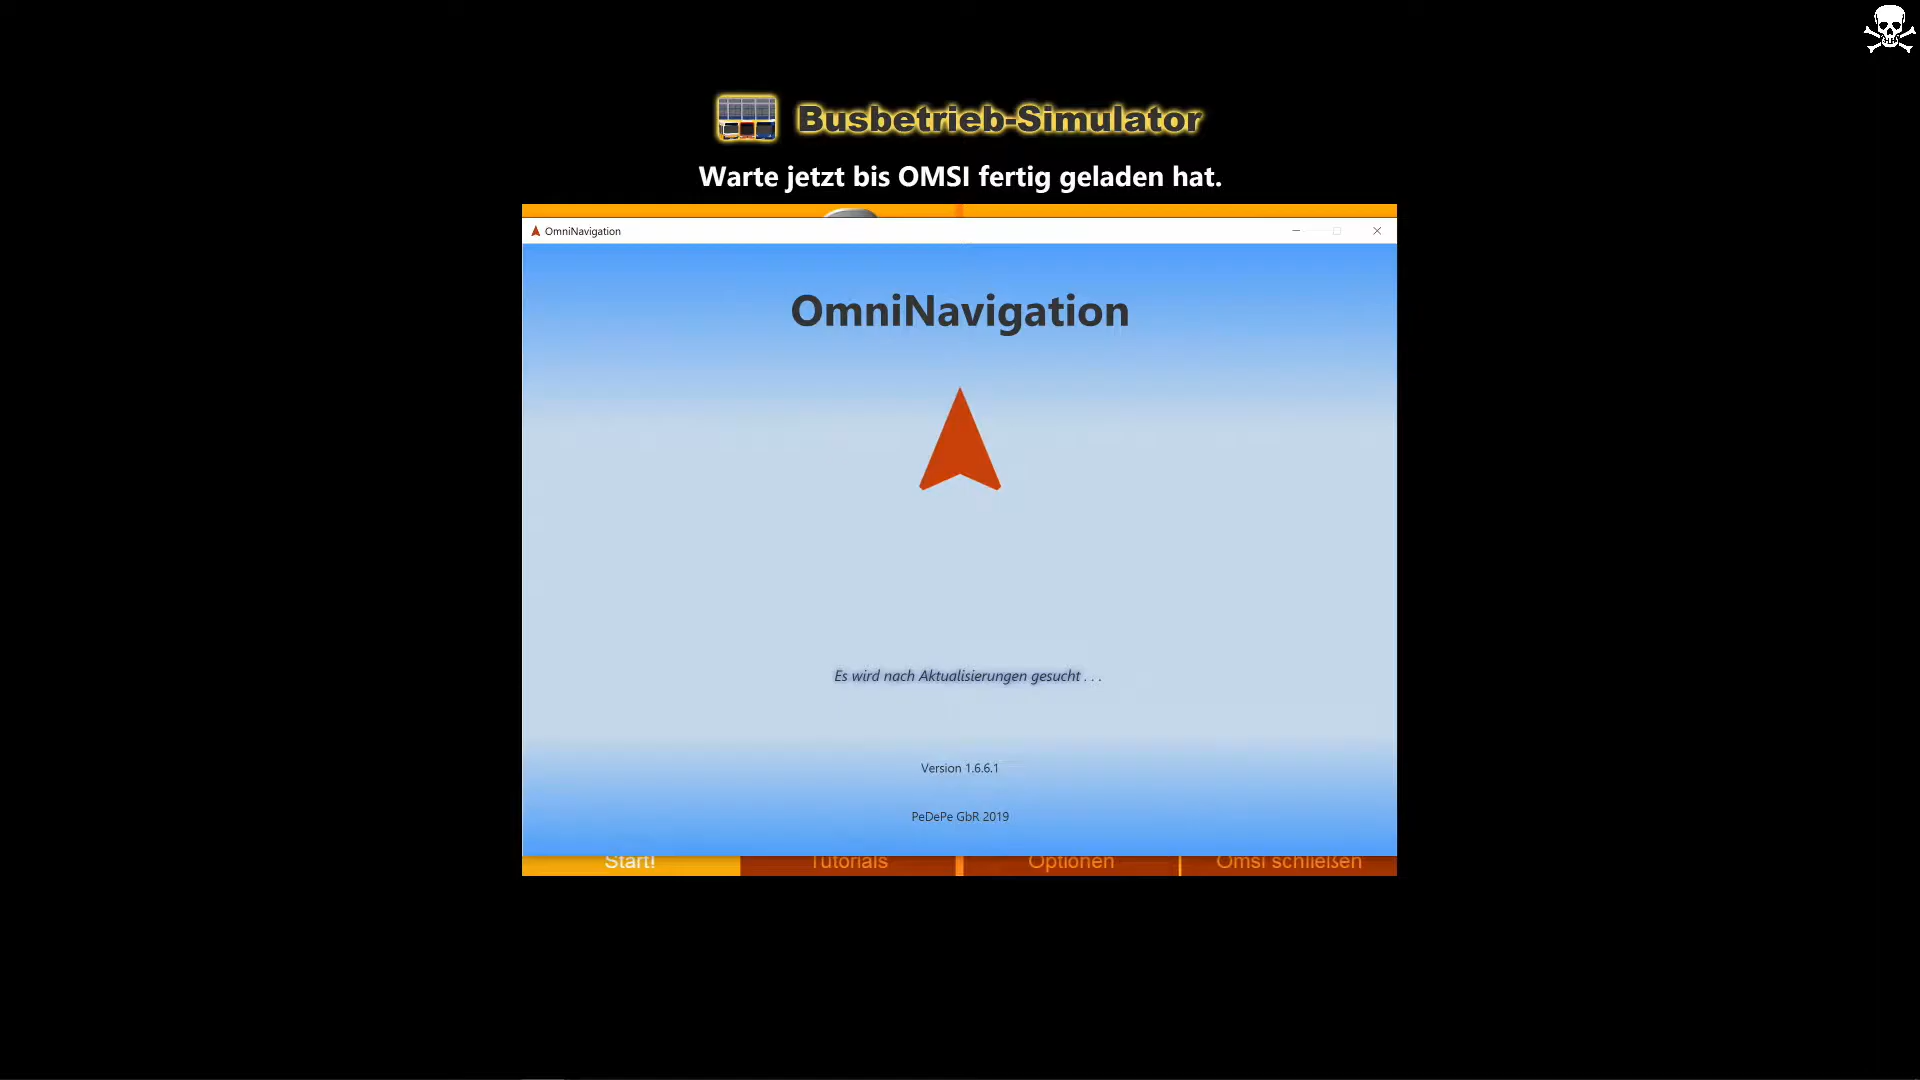 Busbetrieb-Simulator
Warte jetzt bis OMSI fertig geladen hat.
OmniNavigation
OmniNavigation
Es wird nach Aktualisierungen gesucht . . .
Version 1.6.6.1
PeDePe GbR 2019
Start! Tutorials Optionen Omsi schließen